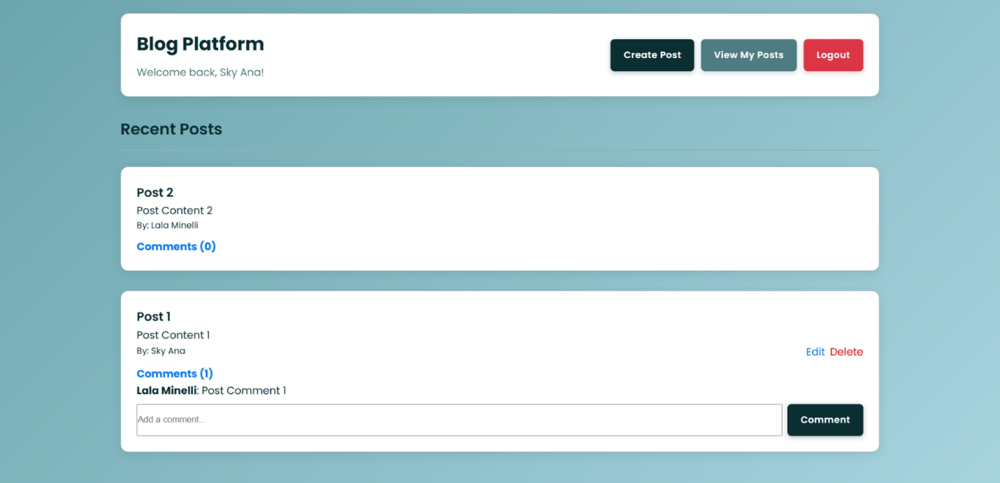 Blog Platform
Welcome back, Sky Ana!
Create Post View My Posts Logout
Recent Posts
Post 2
Post Content 2
By: Lala Minelli
Comments (0)
Post 1
Post Content 1
By: Sky Ana
Edit Delete
Comments (1)
Lala Minelli: Post Comment 1
Add a comment...
Comment